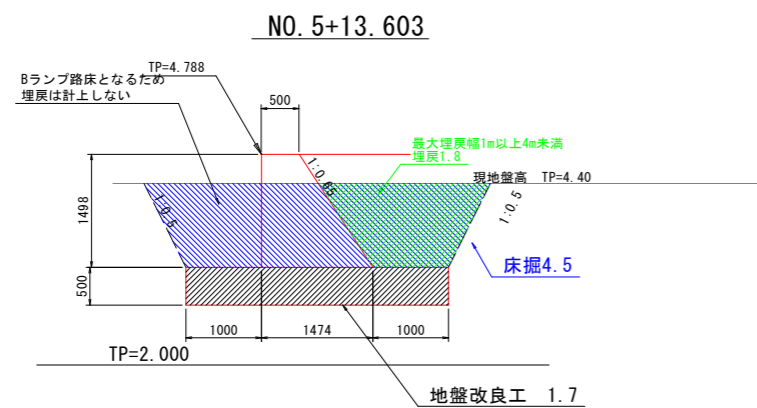 NO.5+13.603
TP=4.788
Bランプ路床となるため
埋戻は計上しない
500
最大埋戻幅1m以上4m未満
埋戻1.8
1:0.65
現地盤高 TP=4.40
1:0.5
1:0.5
1498
床掘4.5
500
1000
1474
1000
TP=2.000
地盤改良工 1.7